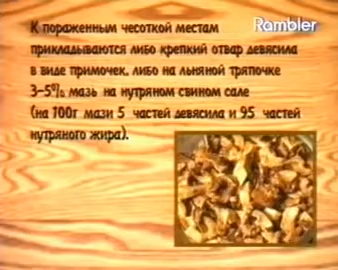 Rambler
К пораженным чесоткой местам
прикладываются либо крепкий отвар девясила
в виде примочек, либо на льняной тряпочке
3-5% мазь на нутряном свином сале
(на 100г мази 5 частей девясила и 95 частей
нутряного жира).